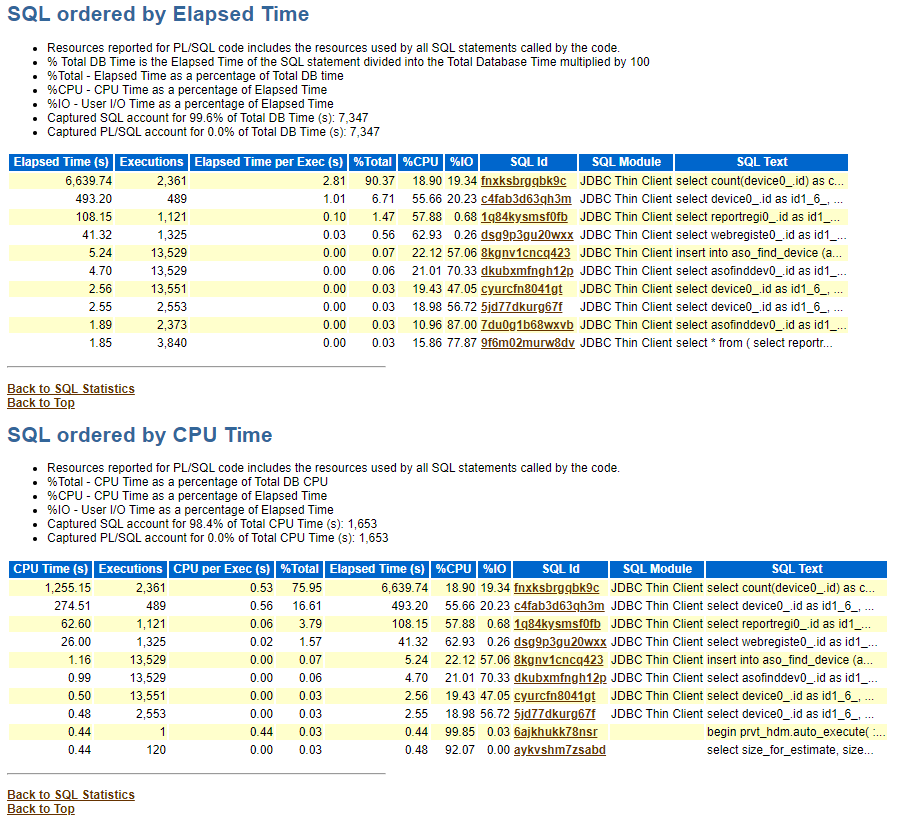 SQL ordered by Elapsed Time
Resources reported for PL/SQL code includes the resources used by all SQL statements called by the code.
% Total DB Time is the Elapsed Time of the SQL statement divided into the Total Database Time multiplied by 100
%Total - Elapsed Time as a percentage of Total DB time
%CPU - CPU Time as a percentage of Elapsed Time
%IO - User I/O Time as a percentage of Elapsed Time
Captured SQL account for 99.6% of Total DB Time (s): 7,347
Captured PL/SQL account for 0.0% of Total DB Time (s): 7,347
Elapsed Time (s) Executions Elapsed Time per Exec (s) %Total %CPU %IO SQL Id SQL Module SQL Text
6,639.74 2,361 2.81 90.37 18.90 19.34 fnxksbrgqbk9c JDBC Thin Client select count(device0_.id) as c...
493.20 489 1.01 6.71 55.66 20.23 c4fab3d63qh3m JDBC Thin Client select device0_.id as id1_6_, ...
108.15 1,121 0.10 1.47 57.88 0.68 1q84kysmsf0fb JDBC Thin Client select reportregi0_.id as id1_...
41.32 1,325 0.03 0.56 62.93 0.26 dsg9p3gu20wxx JDBC Thin Client select webregiste0_.id as id1_...
5.24 13,529 0.00 0.07 22.12 57.06 8kgnv1cncq423 JDBC Thin Client insert into aso_find_device (a...
4.70 13,529 0.00 0.06 21.01 70.33 dkubxmfngh12p JDBC Thin Client select asofinddev0_.id as id1_...
2.56 13,551 0.00 0.03 19.43 47.05 cyurcfn8041gt JDBC Thin Client select device0_.id as id1_6_, ...
2.55 2,553 0.00 0.03 18.98 56.72 5jd77dkurg67f JDBC Thin Client select device0_.id as id1_6_, ...
1.89 2,373 0.00 0.03 10.96 87.00 7du0g1b68wxvb JDBC Thin Client select asofinddev0_.id as id1_...
1.85 3,840 0.00 0.03 15.86 77.87 9f6m02murw8dv JDBC Thin Client select * from ( select reportr...
Back to SQL Statistics
Back to Top
SQL ordered by CPU Time
Resources reported for PL/SQL code includes the resources used by all SQL statements called by the code.
%Total - CPU Time as a percentage of Total DB CPU
%CPU - CPU Time as a percentage of Elapsed Time
%IO - User I/O Time as a percentage of Elapsed Time
Captured SQL account for 98.4% of Total CPU Time (s): 1,653
Captured PL/SQL account for 0.0% of Total CPU Time (s): 1,653
CPU Time (s) Executions CPU per Exec (s) %Total Elapsed Time (s) %CPU %IO SQL Id SQL Module SQL Text
1,255.15 2,361 0.53 75.95 6,639.74 18.90 19.34 fnxksbrgqbk9c JDBC Thin Client select count(device0_.id) as c...
274.51 489 0.56 16.61 493.20 55.66 20.23 c4fab3d63qh3m JDBC Thin Client select device0_.id as id1_6_, ...
62.60 1,121 0.06 3.79 108.15 57.88 0.68 1q84kysmsf0fb JDBC Thin Client select reportregi0_.id as id1_...
26.00 1,325 0.02 1.57 41.32 62.93 0.26 dsg9p3gu20wxx JDBC Thin Client select webregiste0_.id as id1_...
1.16 13,529 0.00 0.07 5.24 22.12 57.06 8kgnv1cncq423 JDBC Thin Client insert into aso_find_device (a...
0.99 13,529 0.00 0.06 4.70 21.01 70.33 dkubxmfngh12p JDBC Thin Client select asofinddev0_.id as id1_...
0.50 13,551 0.00 0.03 2.56 19.43 47.05 cyurcfn8041gt JDBC Thin Client select device0_.id as id1_6_, ...
0.48 2,553 0.00 0.03 2.55 18.98 56.72 5jd77dkurg67f JDBC Thin Client select device0_.id as id1_6_, ...
0.44 1 0.44 0.03 0.44 99.85 0.03 6ajkhukk78nsr begin prvt_hdm.auto_execute( :...
0.44 120 0.00 0.03 0.48 92.07 0.00 aykvshm7zsabd select size_for_estimate, size...
Back to SQL Statistics
Back to Top